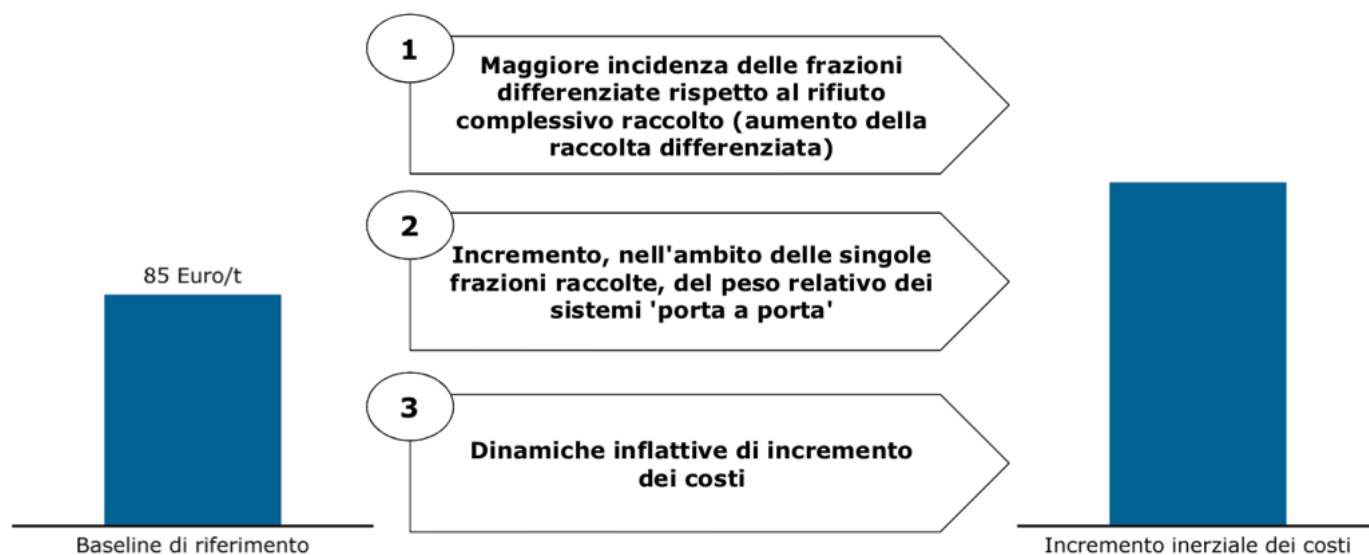 1
Maggiore incidenza delle frazioni
differenziate rispetto al rifiuto
complessivo raccolto (aumento della
raccolta differenziata)
2
Incremento, nell'ambito delle singole
frazioni raccolte, del peso relativo dei
sistemi 'porta a porta'
85 Euro/t
3
Dinamiche inflattive di incremento
dei costi
Baseline di riferimento
Incremento inerziale dei costi